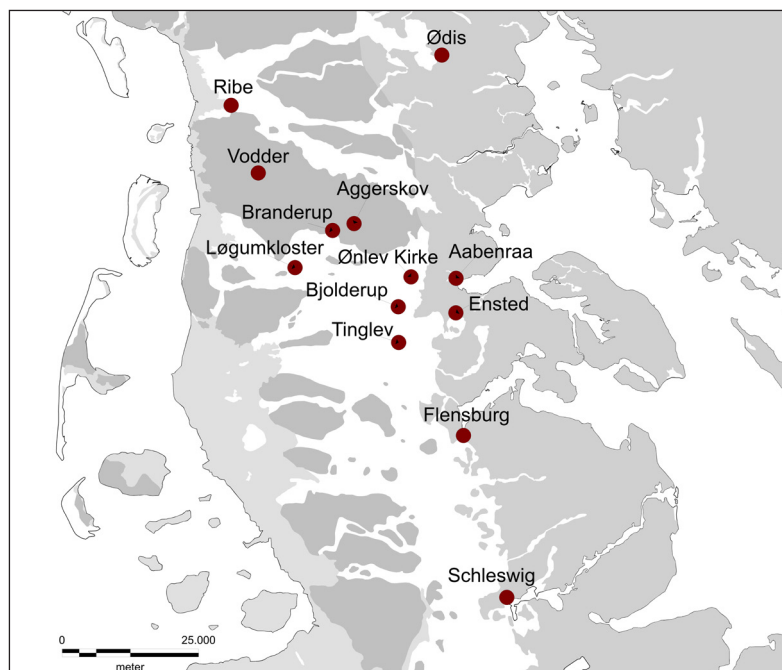 Ødis
Ribe
Vodder
Aggerskov
Branderup
Løgumkloster
Ønlev Kirke
Aabenraa
Bjolderup
Ensted
Tinglev
Flensburg
Schleswig
0 25.000
meter